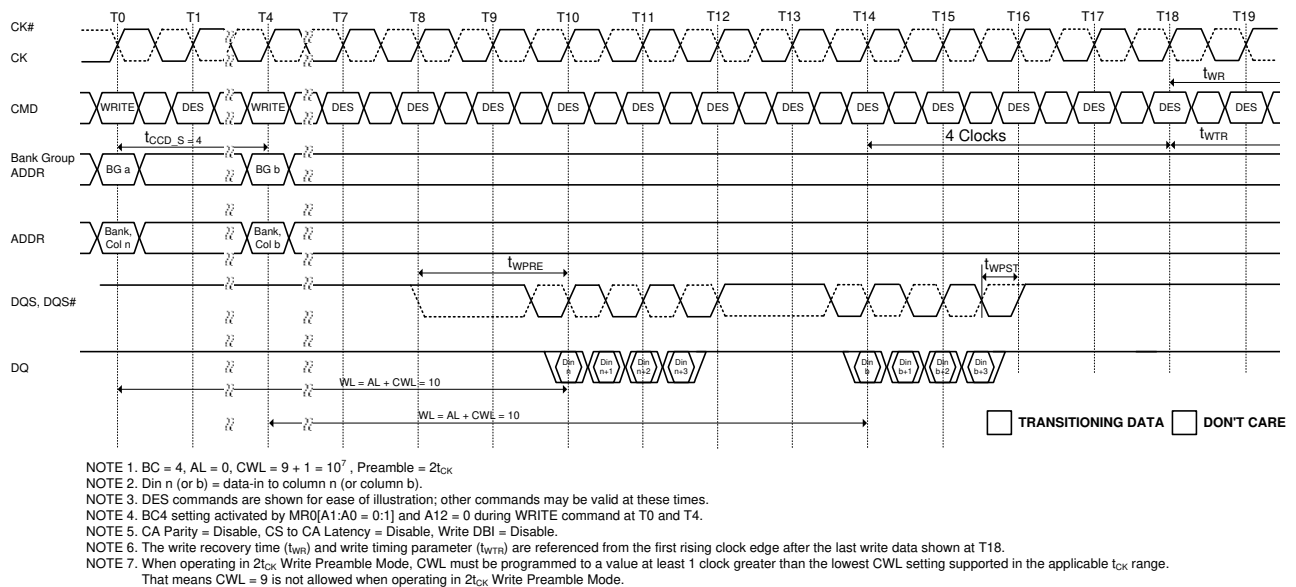 T0 T1 T4 T7 T8 T9 T10 T11 T12 T13 T14 T15 T16 T17 T18 T19
CK#
CK
tWR
CMD WRITE DES WRITE DES DES DES DES DES DES DES DES DES DES DES DES DES
tCCD_S = 4
4 Clocks
tWTR
Bank Group
ADDR
BG a BG b
ADDR
Bank, Col n
Bank, Col b
tWPRE
tWPST
DQS, DQS#
DQ
Din n
Din n+1
Din n+2
Din n+3
Din b
Din b+1
Din b+2
Din b+3
WL = AL + CWL = 10
WL = AL + CWL = 10
TRANSITIONING DATA DON'T CARE
NOTE 1. BC = 4, AL = 0, CWL = 9 + 1 = 10⁷ , Preamble = 2tCK
NOTE 2. Din n (or b) = data-in to column n (or column b).
NOTE 3. DES commands are shown for ease of illustration; other commands may be valid at these times.
NOTE 4. BC4 setting activated by MR0[A1:A0 = 0:1] and A12 = 0 during WRITE command at T0 and T4.
NOTE 5. CA Parity = Disable, CS to CA Latency = Disable, Write DBI = Disable.
NOTE 6. The write recovery time (tWR) and write timing parameter (tWTR) are referenced from the first rising clock edge after the last write data shown at T18.
NOTE 7. When operating in 2tCK Write Preamble Mode, CWL must be programmed to a value at least 1 clock greater than the lowest CWL setting supported in the applicable tCK range.
That means CWL = 9 is not allowed when operating in 2tCK Write Preamble Mode.